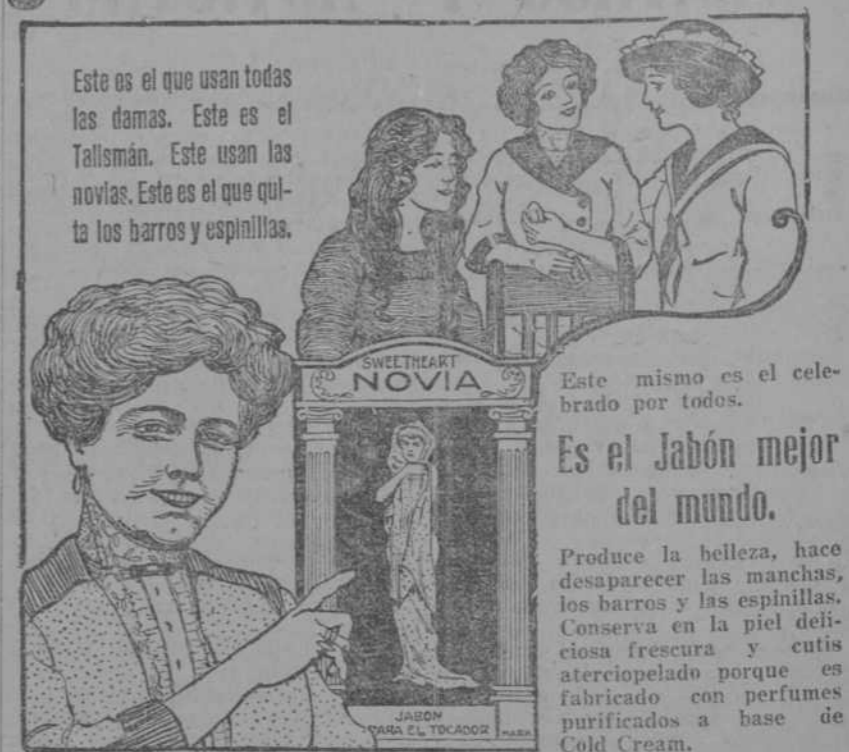 Este es el que usan todas
las damas. Este es el
Talismán. Este usan las
novias. Este es el que qui-
ta los barros y espinillas.
SWEETHEART
NOVIA
JABON
PARA EL TOCADOR
MARK
Este mismo es el cele-
brado por todos.
Es el Jabón mejor
del mundo.
Produce la belleza, hace
desaparecer las manchas,
los barros y las espinillas.
Conserva en la piel deli-
ciosa frescura y cutis
aterciopelado porque es
fabricado con perfumes
purificados a base de
Cold Cream.